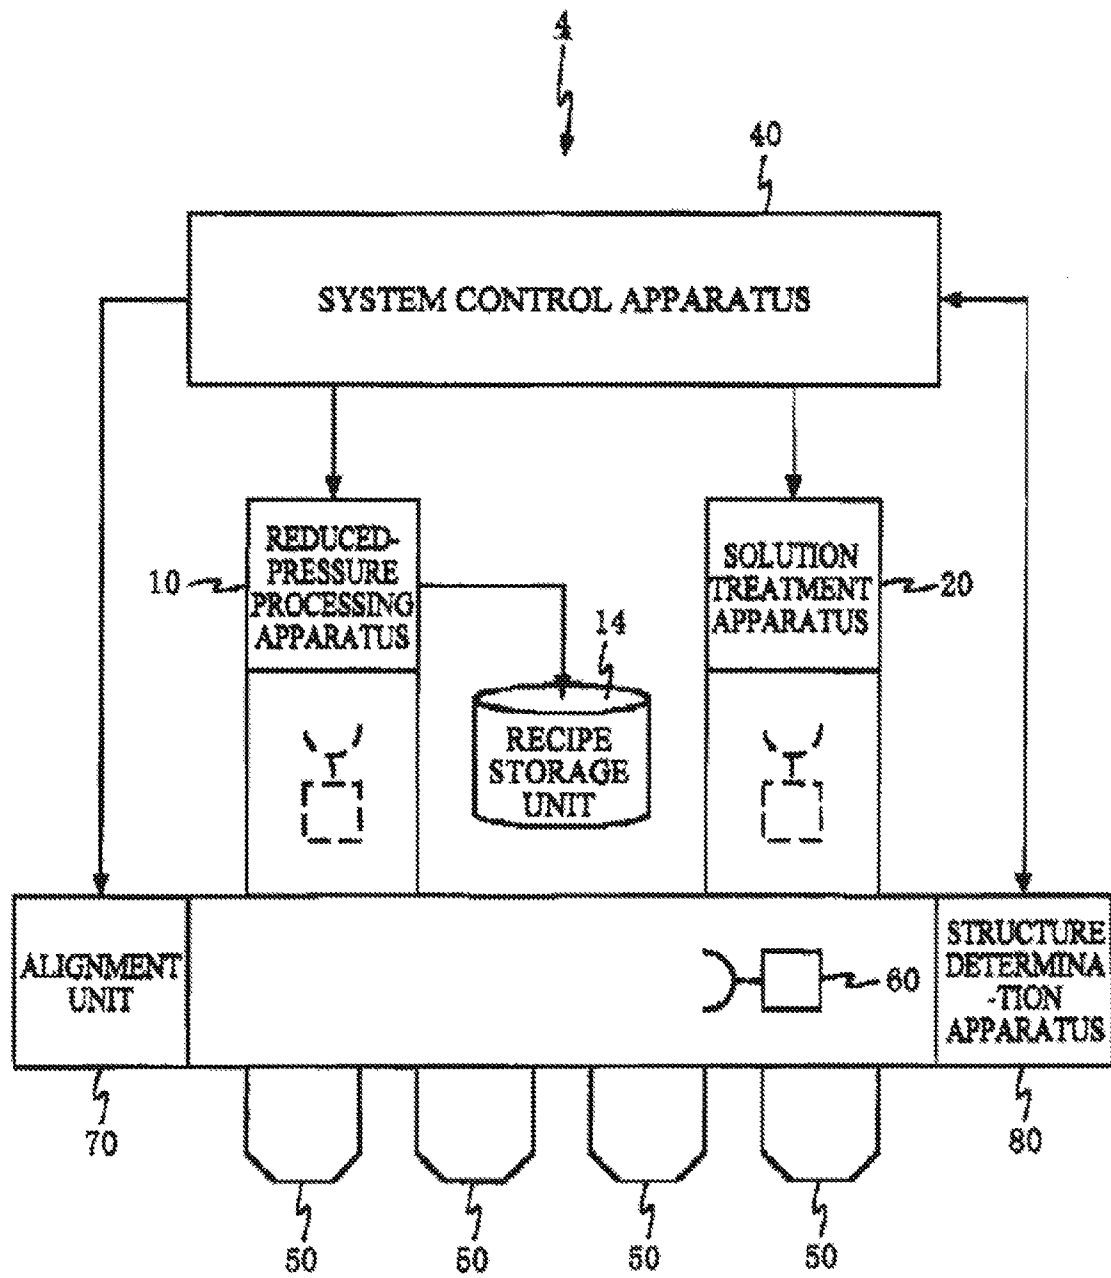 4
40
SYSTEM CONTROL APPARATUS
REDUCED-
PRESSURE
PROCESSING
APPARATUS
10
SOLUTION
TREATMENT
APPARATUS
20
14
RECIPE
STORAGE
UNIT
ALIGNMENT
UNIT
60
STRUCTURE
DETERMINA
-TION
APPARATUS
70
80
50
50
50
50